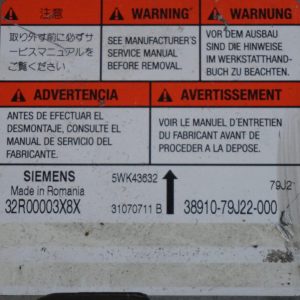 ⚠ 注意
取り外す前に必ずサ
ービスマニュアルを
ご覧ください。
⚠ WARNING
SEE MANUFACTURER'S
SERVICE MANUAL
BEFORE REMOVAL.
⚠ WARNUNG
VOR DEM AUSBAU
SIND DIE HINWEISE
IM WERKSTATTHAND-
BUCH ZU BEACHTEN.
⚠ ADVERTENCIA
ANTES DE EFECTUAR EL
DESMONTAJE, CONSULTE EL
MANUAL DE SERVICIO DEL
FABRICANTE.
⚠ AVERTISSEMENT
VOIR LE MANUEL D'ENTRETIEN
DU FABRICANT AVANT DE
PROCEDER A LA DEPOSE.
SIEMENS 5WK43632 79J2
Made in Romania
32R00003X8X 31070711 B 38910-79J22-000